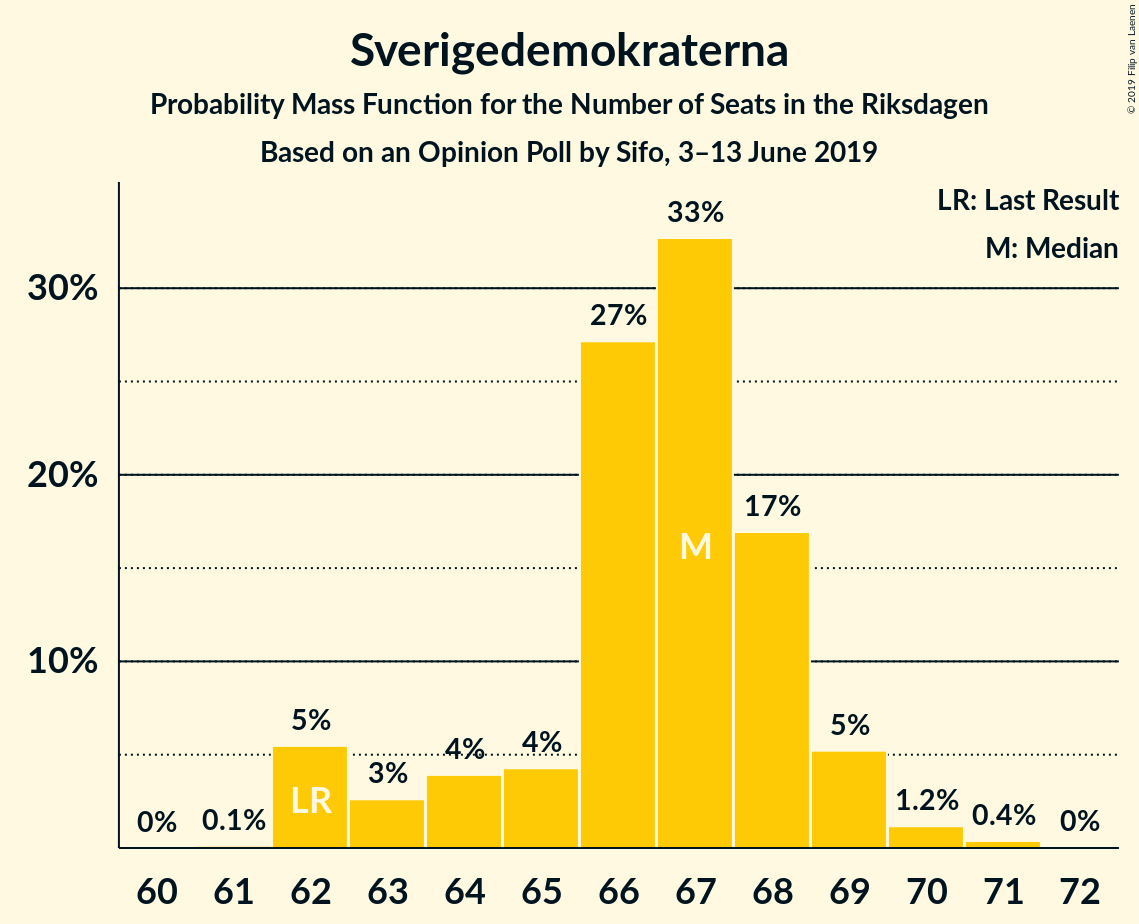 Sverigedemokraterna
Probability Mass Function for the Number of Seats in the Riksdagen
Based on an Opinion Poll by Sifo, 3–13 June 2019
© 2019 Filip van Laenen
LR: Last Result
M: Median
30%
20%
10%
0%
0.1%
5%
3%
4%
4%
27%
33%
17%
5%
1.2%
0.4%
0%
LR
M
60 61 62 63 64 65 66 67 68 69 70 71 72